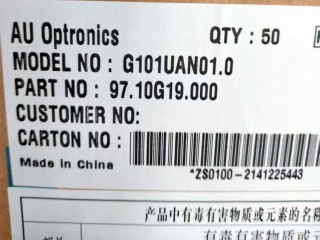 AU Optronics QTY : 50
MODEL NO : G101UAN01.0
PART NO : 97.10G19.000
CUSTOMER NO:
CARTON NO :
Made in China
*ZS0100-2141225443
产品中有毒有害物质或元素的名
有毒有害物质或元